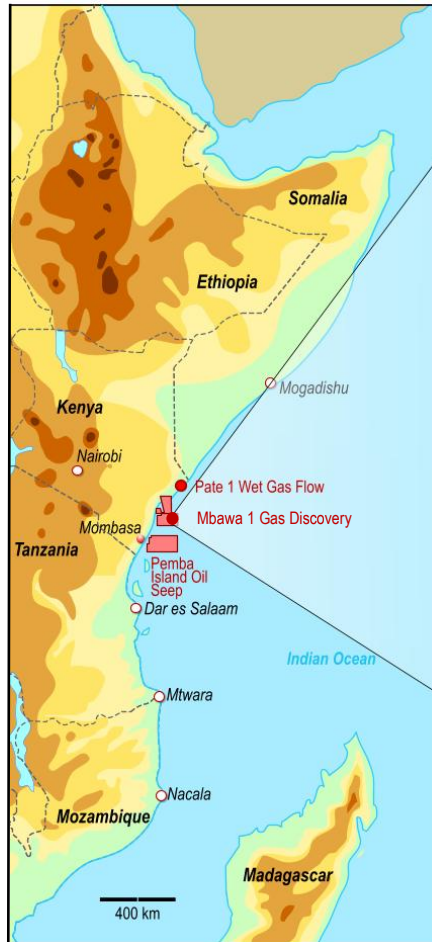 Somalia
Ethiopia
Mogadishu
Kenya
Nairobi
Pate 1 Wet Gas Flow
Mbawa 1 Gas Discovery
Mombasa
Tanzania
Pemba
Island Oil
Seep
Dar es Salaam
Indian Ocean
Mtwara
Nacala
Mozambique
Madagascar
400 km